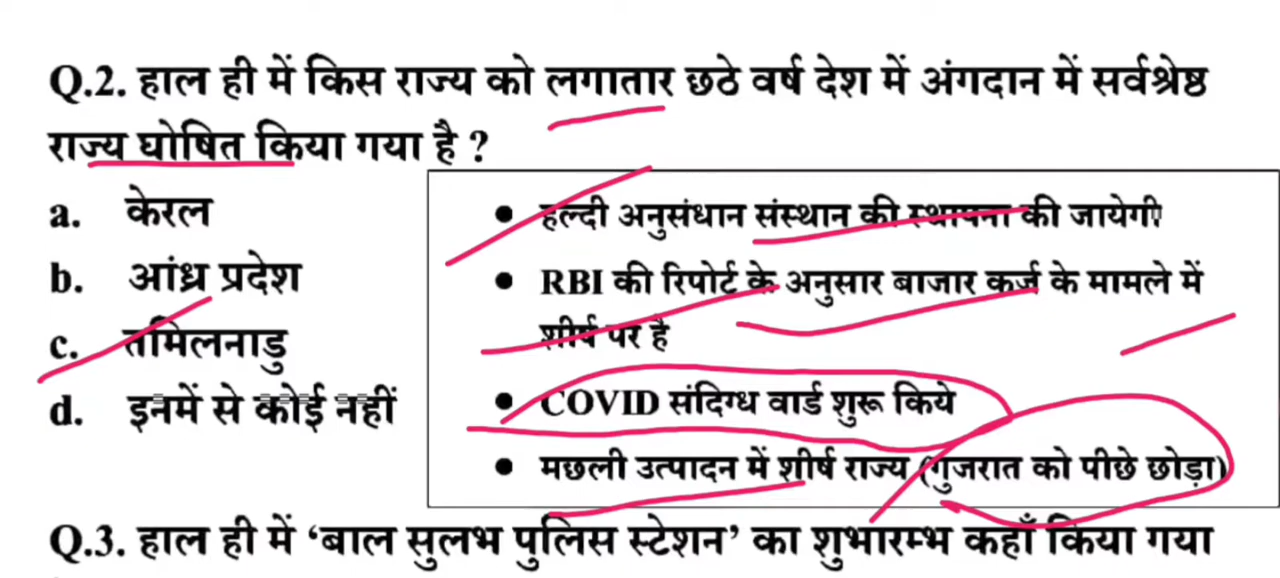 Q.2. हाल ही में किस राज्य को लगातार छठे वर्ष देश में अंगदान में सर्वश्रेष्ठ
राज्य घोषित किया गया है ?
a. केरल
b. आंध्र प्रदेश
c. तमिलनाडु
d. इनमें से कोई नहीं
• हल्दी अनुसंधान संस्थान की स्थापना की जायेगी
• RBI की रिपोर्ट के अनुसार बाजार कर्ज के मामले में
शीर्ष पर है
• COVID संदिग्ध वार्ड शुरू किये
• मछली उत्पादन में शीर्ष राज्य (गुजरात को पीछे छोड़ा)
Q.3. हाल ही में ‘बाल सुलभ पुलिस स्टेशन’ का शुभारम्भ कहाँ किया गया